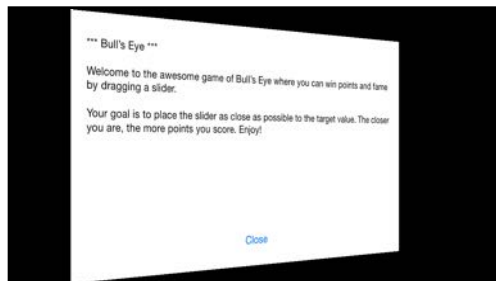 *** Bull's Eye ***
Welcome to the awesome game of Bull's Eye where you can win points and fame
by dragging a slider.
Your goal is to place the slider as close as possible to the target value. The closer
you are, the more points you score. Enjoy!
Close